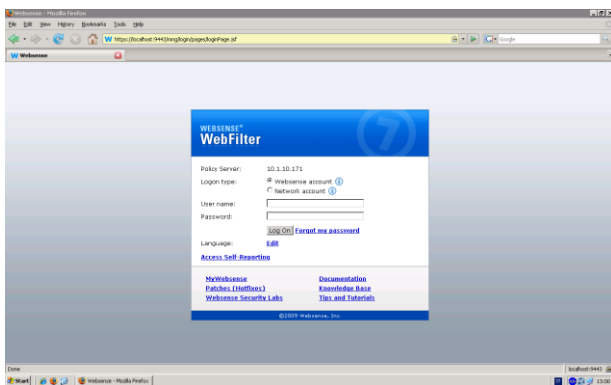 Websense - Mozilla Firefox
File Edit View History Bookmarks Tools Help
https://localhost:9443/mng/login/pages/loginPage.jsf
Google
Websense
WEBSENSE®
WebFilter
7
Policy Server: 10.1.10.171
Logon type: Websense account
Network account
User name:
Password:
Log On Forgot my password
Language: Edit
Access Self-Reporting
MyWebsense Documentation
Patches (Hotfixes) Knowledge Base
Websense Security Labs Tips and Tutorials
©2009 Websense, Inc.
Done localhost:9443
Start Websense - Mozilla Firefox 13:00